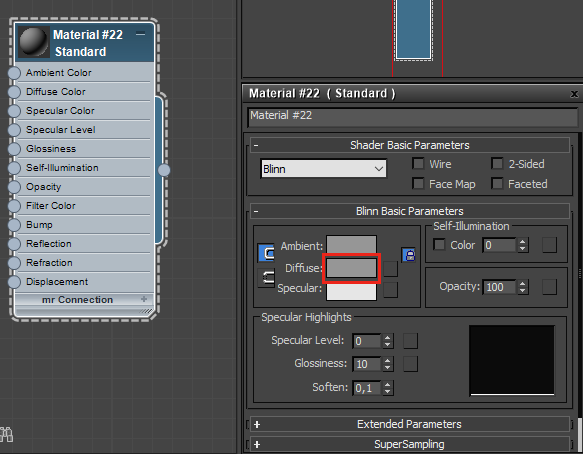 Material #22
Standard
Ambient Color
Diffuse Color
Specular Color
Specular Level
Glossiness
Self-Illumination
Opacity
Filter Color
Bump
Reflection
Refraction
Displacement
mr Connection +
Material #22 ( Standard ) x
Material #22
- Shader Basic Parameters
Blinn Wire 2-Sided
Face Map Faceted
- Blinn Basic Parameters
Self-Illumination
Ambient: Color 0
Diffuse:
Specular: Opacity: 100
Specular Highlights
Specular Level: 0
Glossiness: 10
Soften: 0,1
+ Extended Parameters
+ SuperSampling